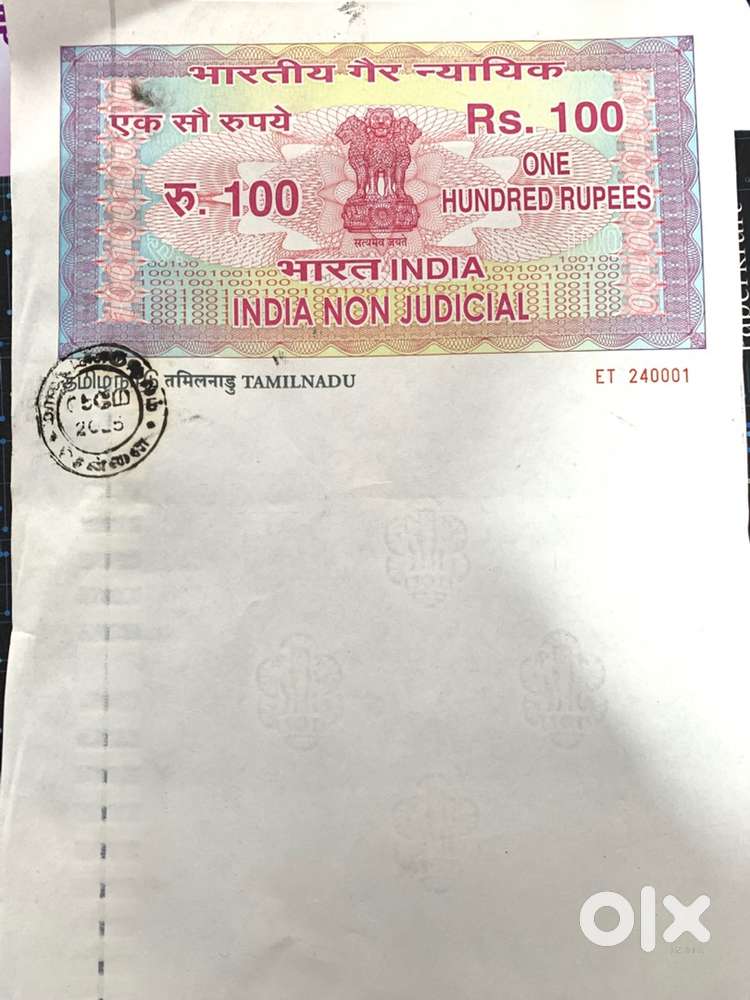 भारतीय गैर न्यायिक
एक सौ रुपये
Rs. 100
रु. 100
ONE
HUNDRED RUPEES
सत्यमेव जयते
भारत INDIA
INDIA NON JUDICIAL
தமிழ்நாடு तमिलनाडु TAMILNADU
ET 240001
சென்னை
olx